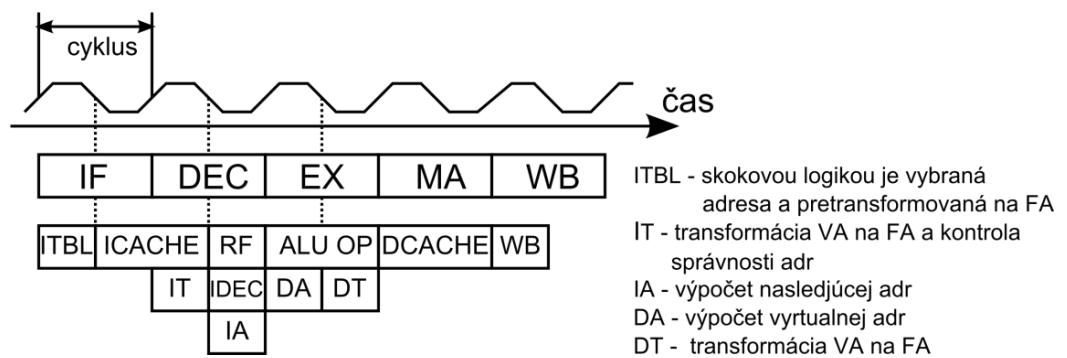 cyklus
čas
IF DEC EX MA WB
ITBL ICACHE RF ALU OP DCACHE WB
IT IDEC DA DT
IA
ITBL - skokovou logikou je vybraná
adresa a pretransformovaná na FA
IT - transformácia VA na FA a kontrola
správnosti adr
IA - výpočet nasledjúcej adr
DA - výpočet vyrtualnej adr
DT - transformácia VA na FA